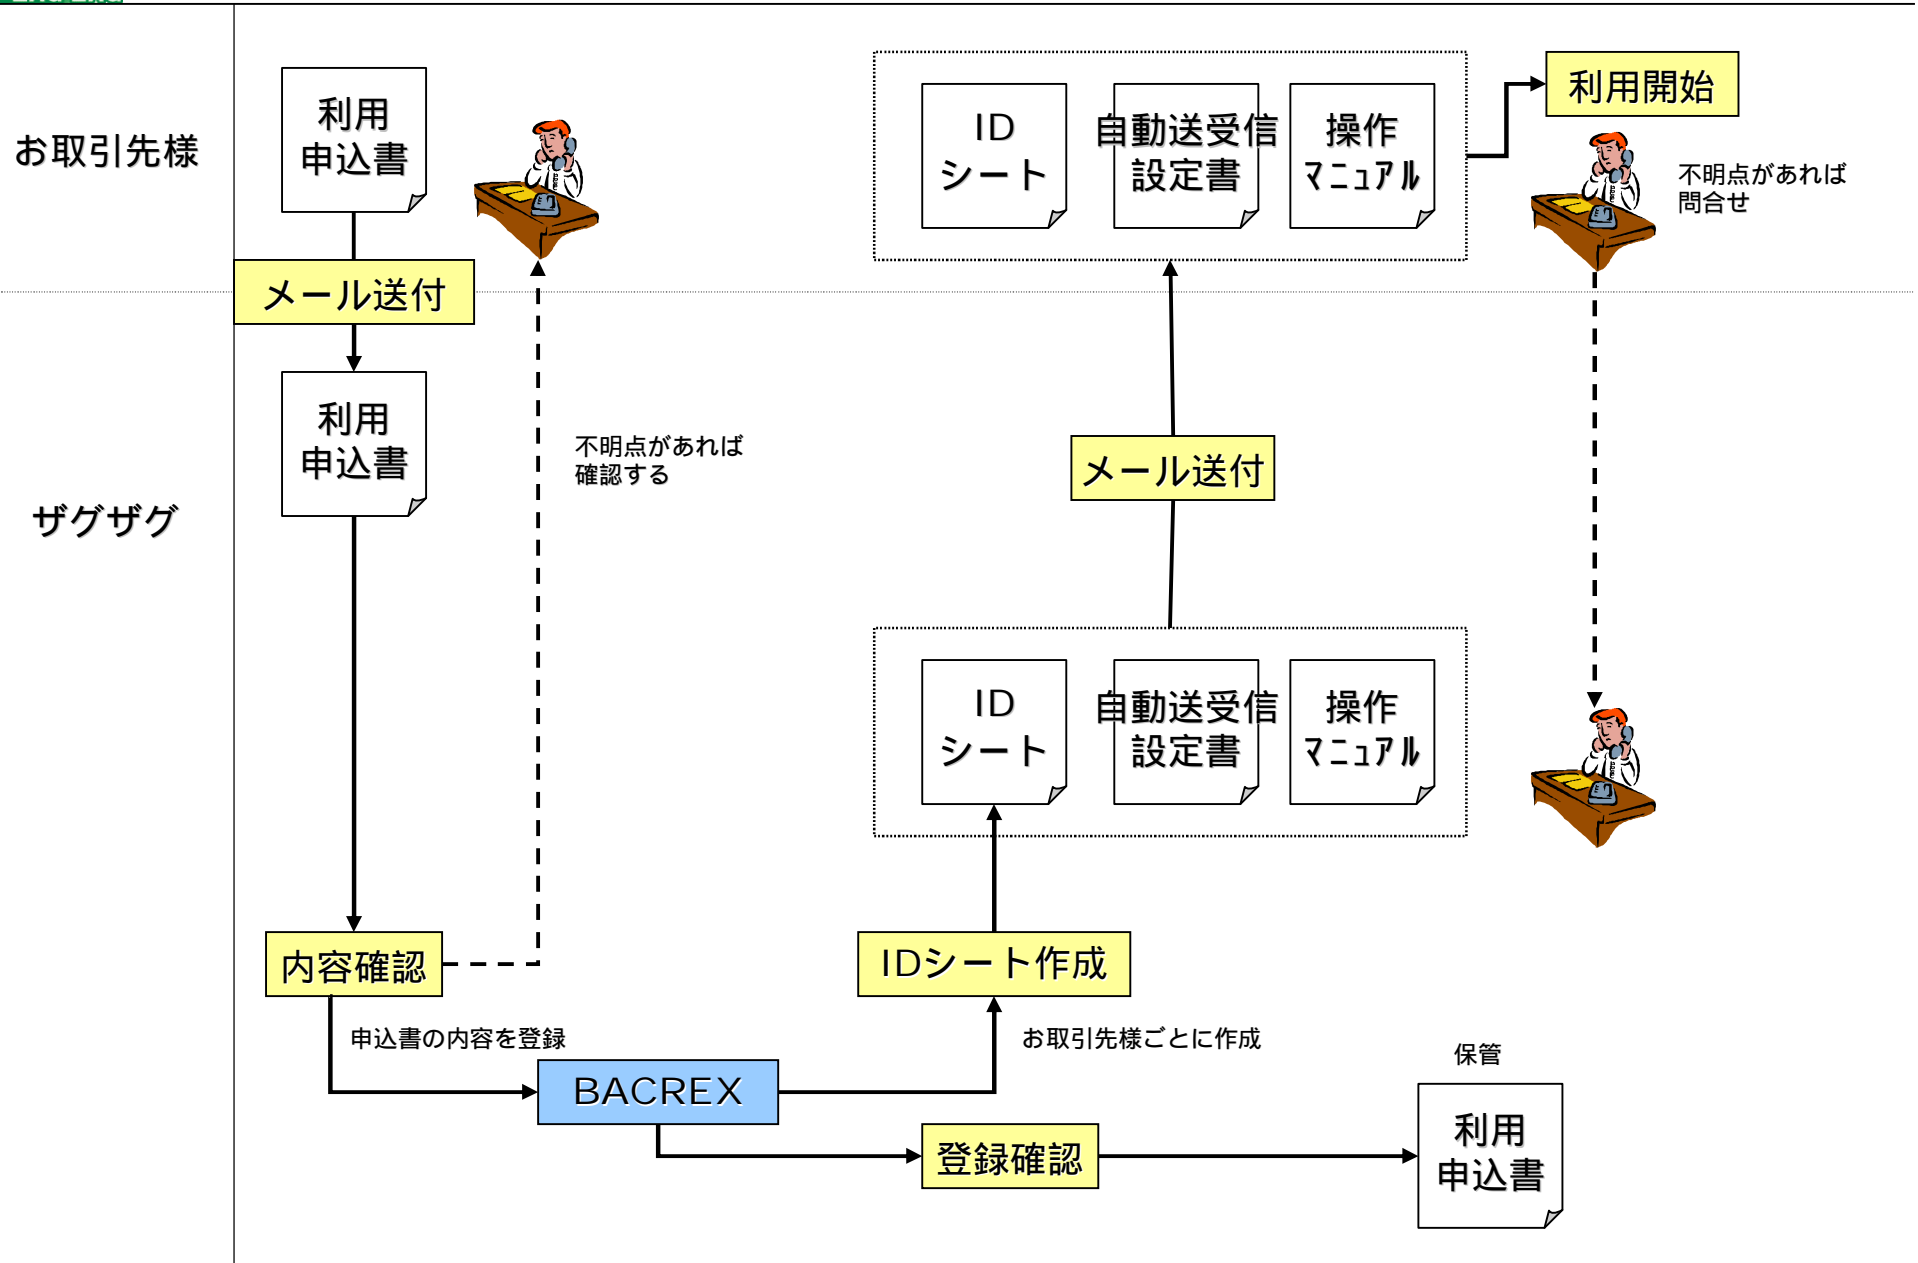 お取引先様
利用
申込書
メール送付
ID
シート
自動送受信
設定書
操作
ﾏﾆｭｱﾙ
利用開始
不明点があれば
問合せ
ザグザグ
利用
申込書
不明点があれば
確認する
メール送付
ID
シート
自動送受信
設定書
操作
ﾏﾆｭｱﾙ
内容確認
IDシート作成
申込書の内容を登録
お取引先様ごとに作成
BACREX
登録確認
保管
利用
申込書